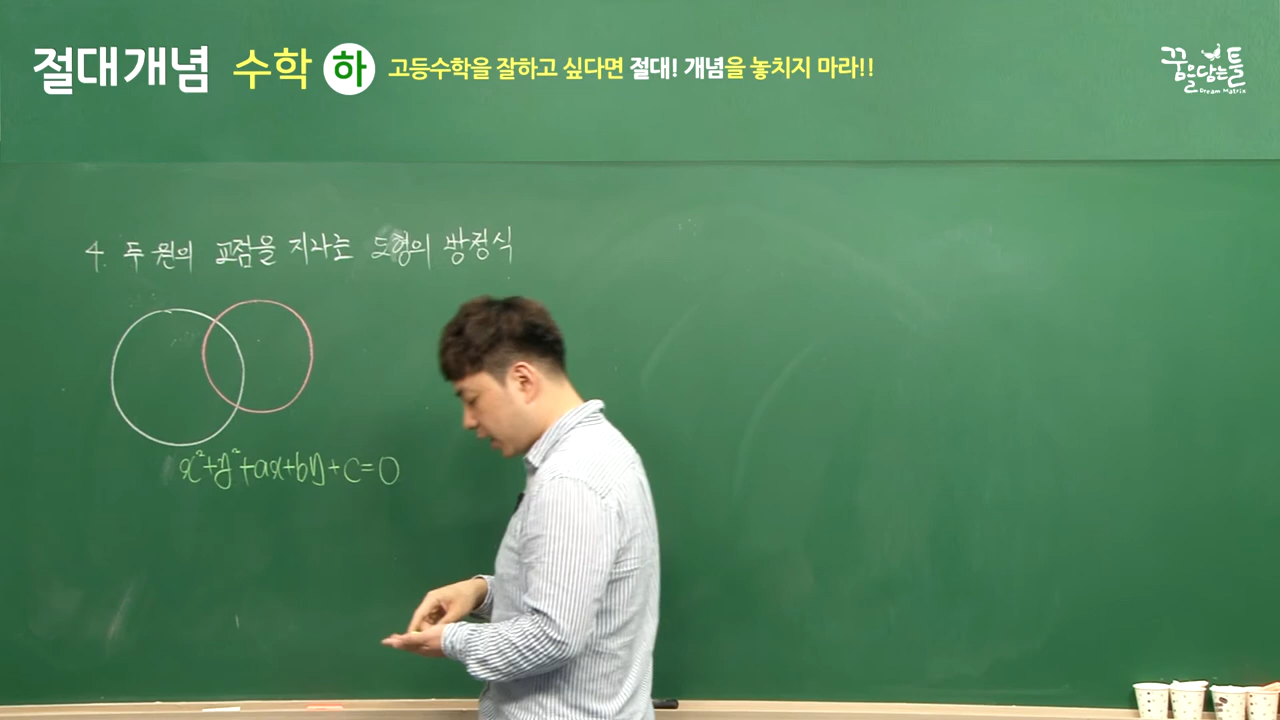 절대개념 수학 하 고등수학을 잘하고 싶다면 절대! 개념을 놓치지 마라!!
꿈을담는틀
Dream Matrix
4. 두 원의 교점을 지나는 도형의 방정식
x²+y²+ax+by+c=0